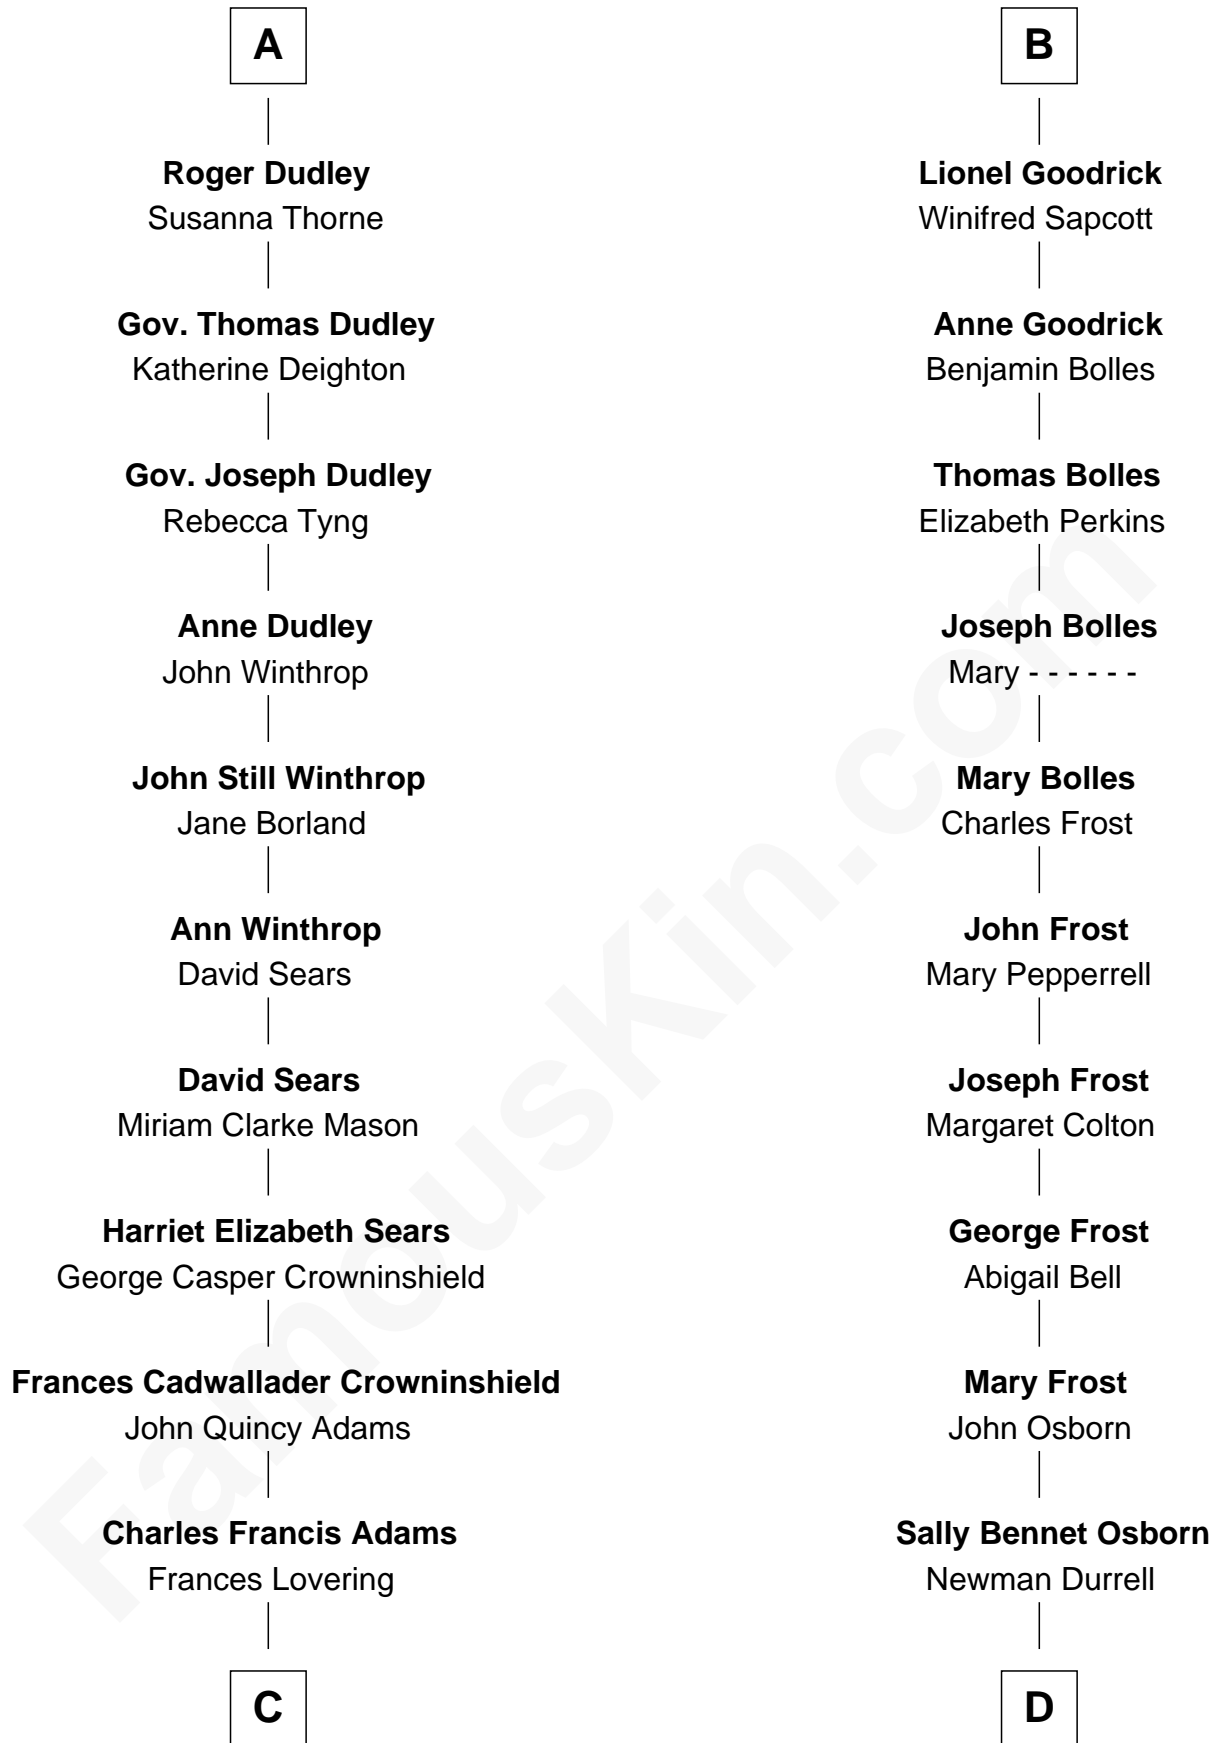 A
Roger Dudley
Susanna Thorne
Gov. Thomas Dudley
Katherine Deighton
Gov. Joseph Dudley
Rebecca Tyng
Anne Dudley
John Winthrop
John Still Winthrop
Jane Borland
Ann Winthrop
David Sears
David Sears
Miriam Clarke Mason
Harriet Elizabeth Sears
George Casper Crowninshield
Frances Cadwallader Crowninshield
John Quincy Adams
Charles Francis Adams
Frances Lovering
C
B
Lionel Goodrick
Winifred Sapcott
Anne Goodrick
Benjamin Bolles
Thomas Bolles
Elizabeth Perkins
Joseph Bolles
Mary - - - - - -
Mary Bolles
Charles Frost
John Frost
Mary Pepperrell
Joseph Frost
Margaret Colton
George Frost
Abigail Bell
Mary Frost
John Osborn
Sally Bennet Osborn
Newman Durrell
D
FamousKin.com